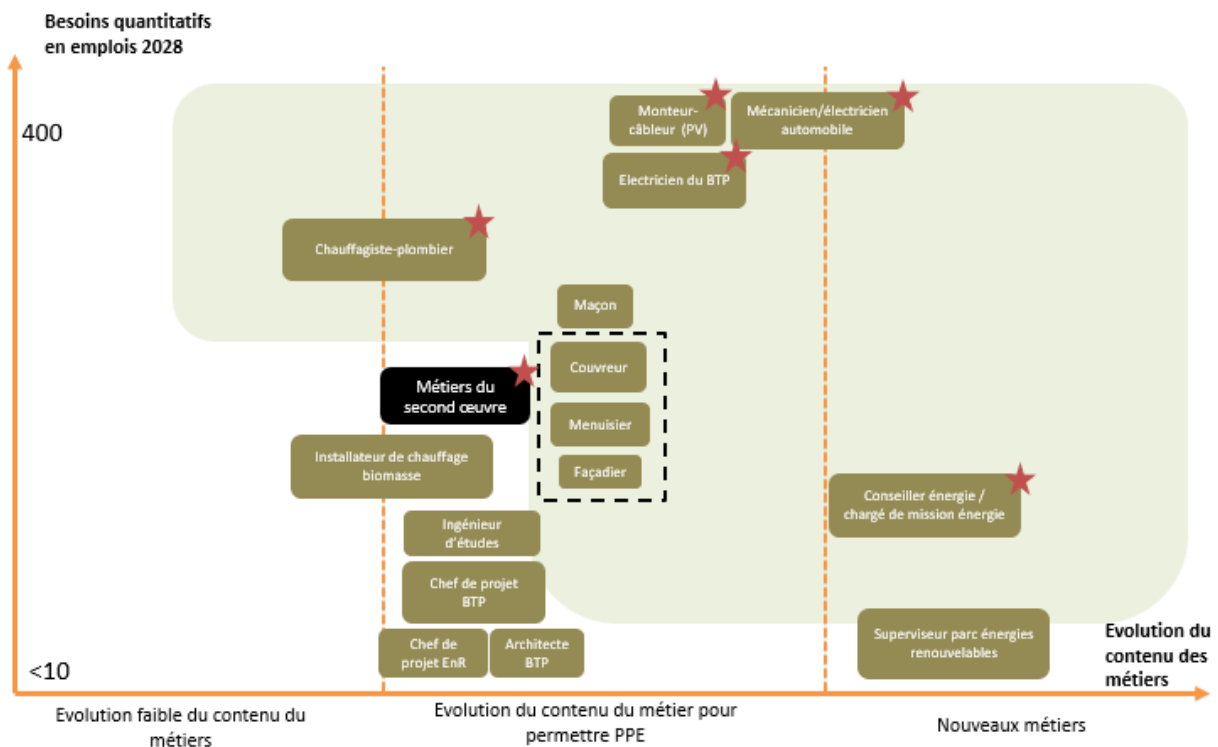 Besoins quantitatifs
en emplois 2028
400
Monteur-
câbleur (PV)
Mécanicien/électricien
automobile
Electricien du BTP
Chauffagiste-plombier
Maçon
Couvreur
Métiers du
second œuvre
Menuisier
Installateur de chauffage
biomasse
Façadier
Conseiller énergie /
chargé de mission énergie
Ingénieur
d'études
Chef de projet
BTP
Chef de
projet EnR
Architecte
BTP
Superviseur parc énergies
renouvelables
Evolution du
contenu des
métiers
<10
Evolution faible du contenu du
métiers
Evolution du contenu du métier pour
permettre PPE
Nouveaux métiers